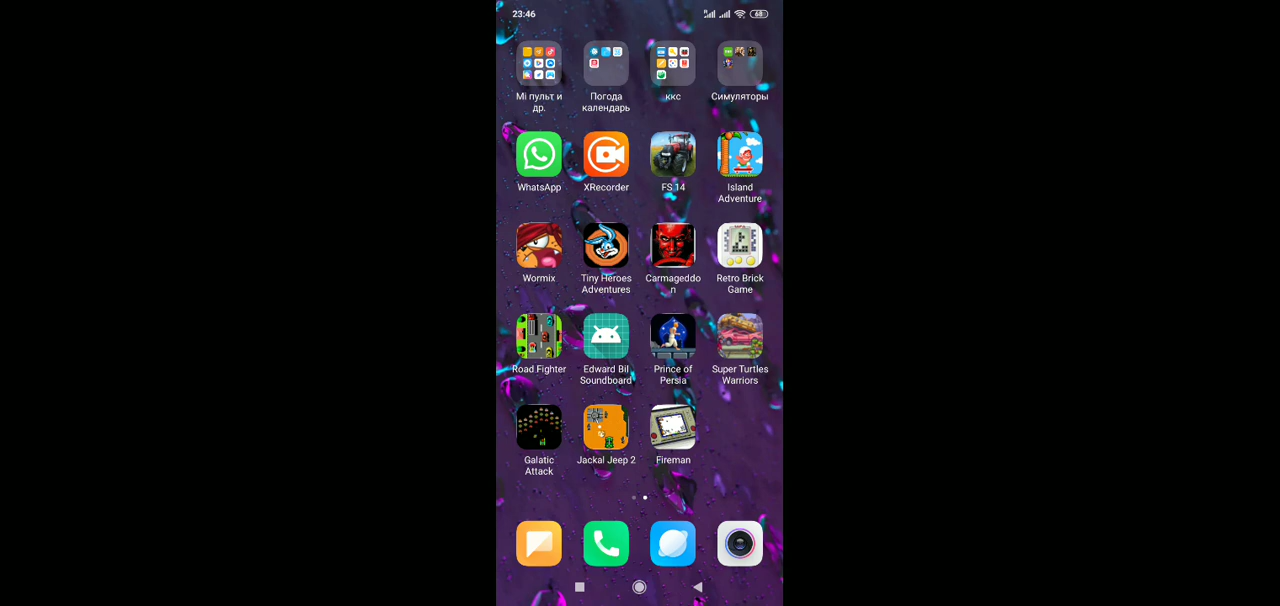 23:46
68
Mi пульт и др.
Погода календарь
ккс
Симуляторы
WhatsApp
XRecorder
FS 14
Island Adventure
Wormix
Tiny Heroes Adventures
Carmageddon
Retro Brick Game
Road Fighter
Edward Bil Soundboard
Prince of Persia
Super Turtles Warriors
Galatic Attack
Jackal Jeep 2
Fireman